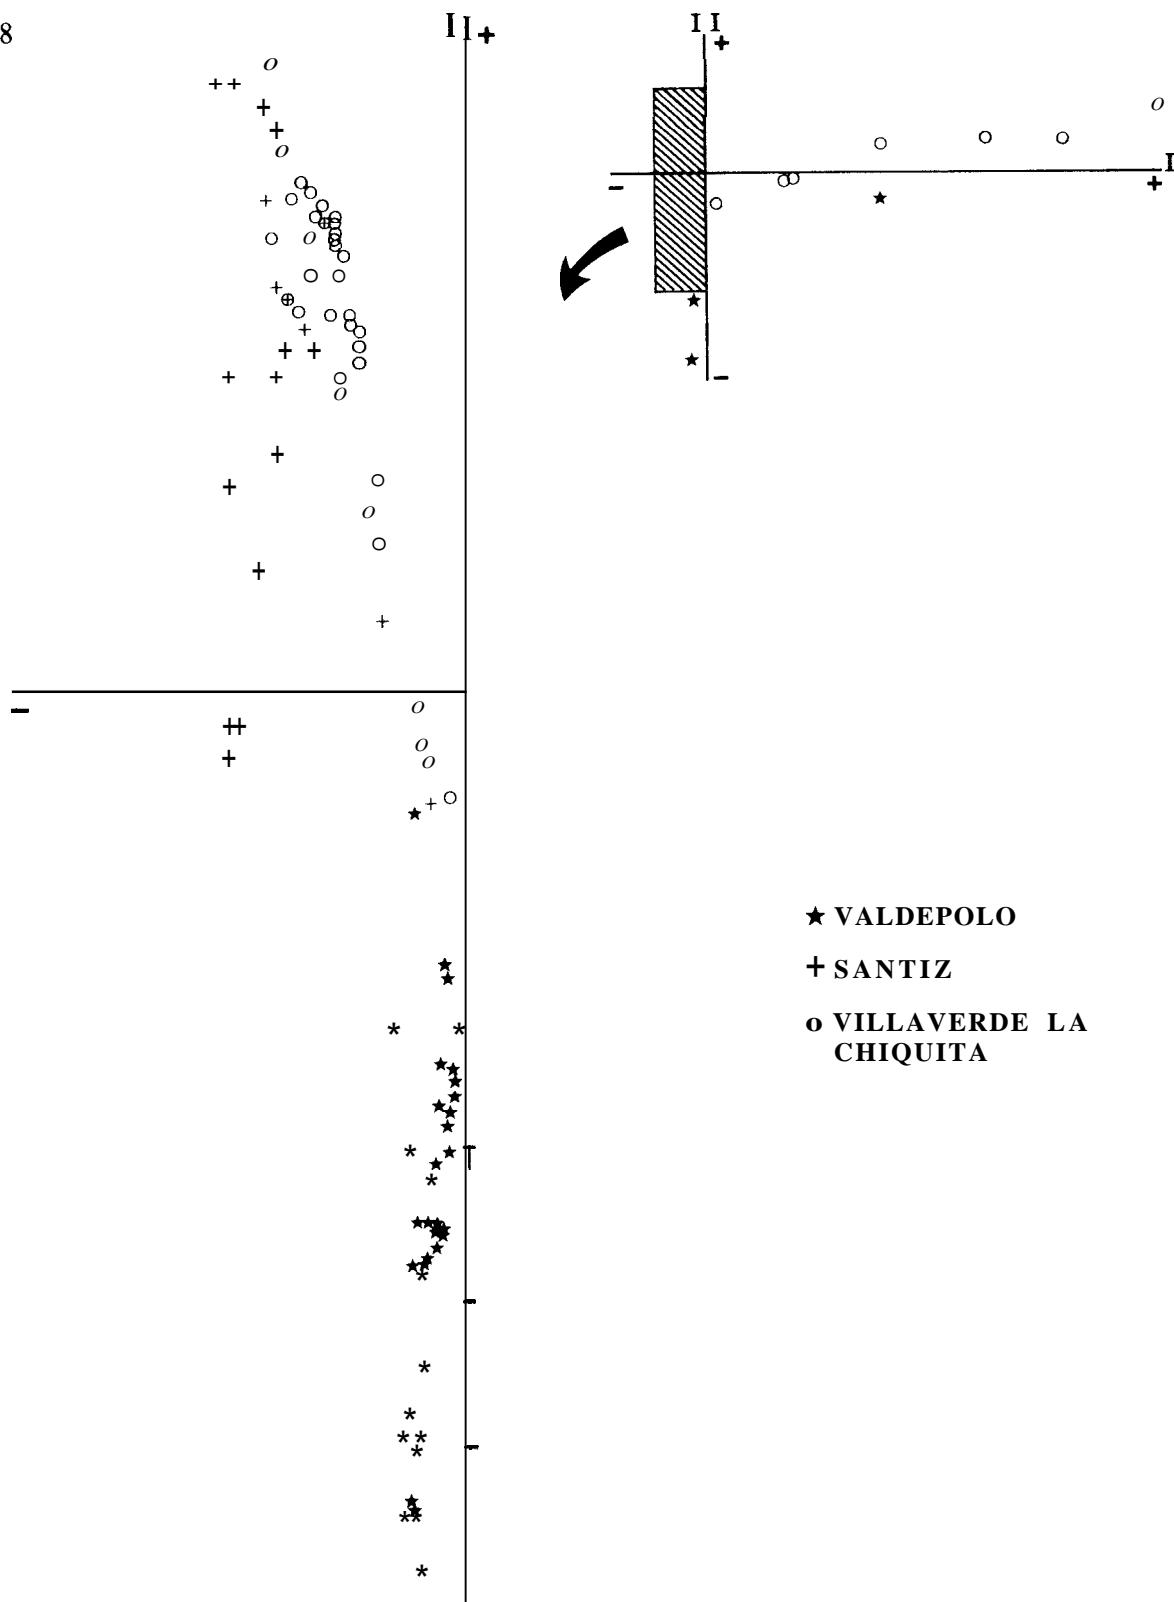 8
II+
II
+
I
−
+
−
−
★ VALDEPOLO
+ SANTIZ
o VILLAVERDE LA
CHIQUITA